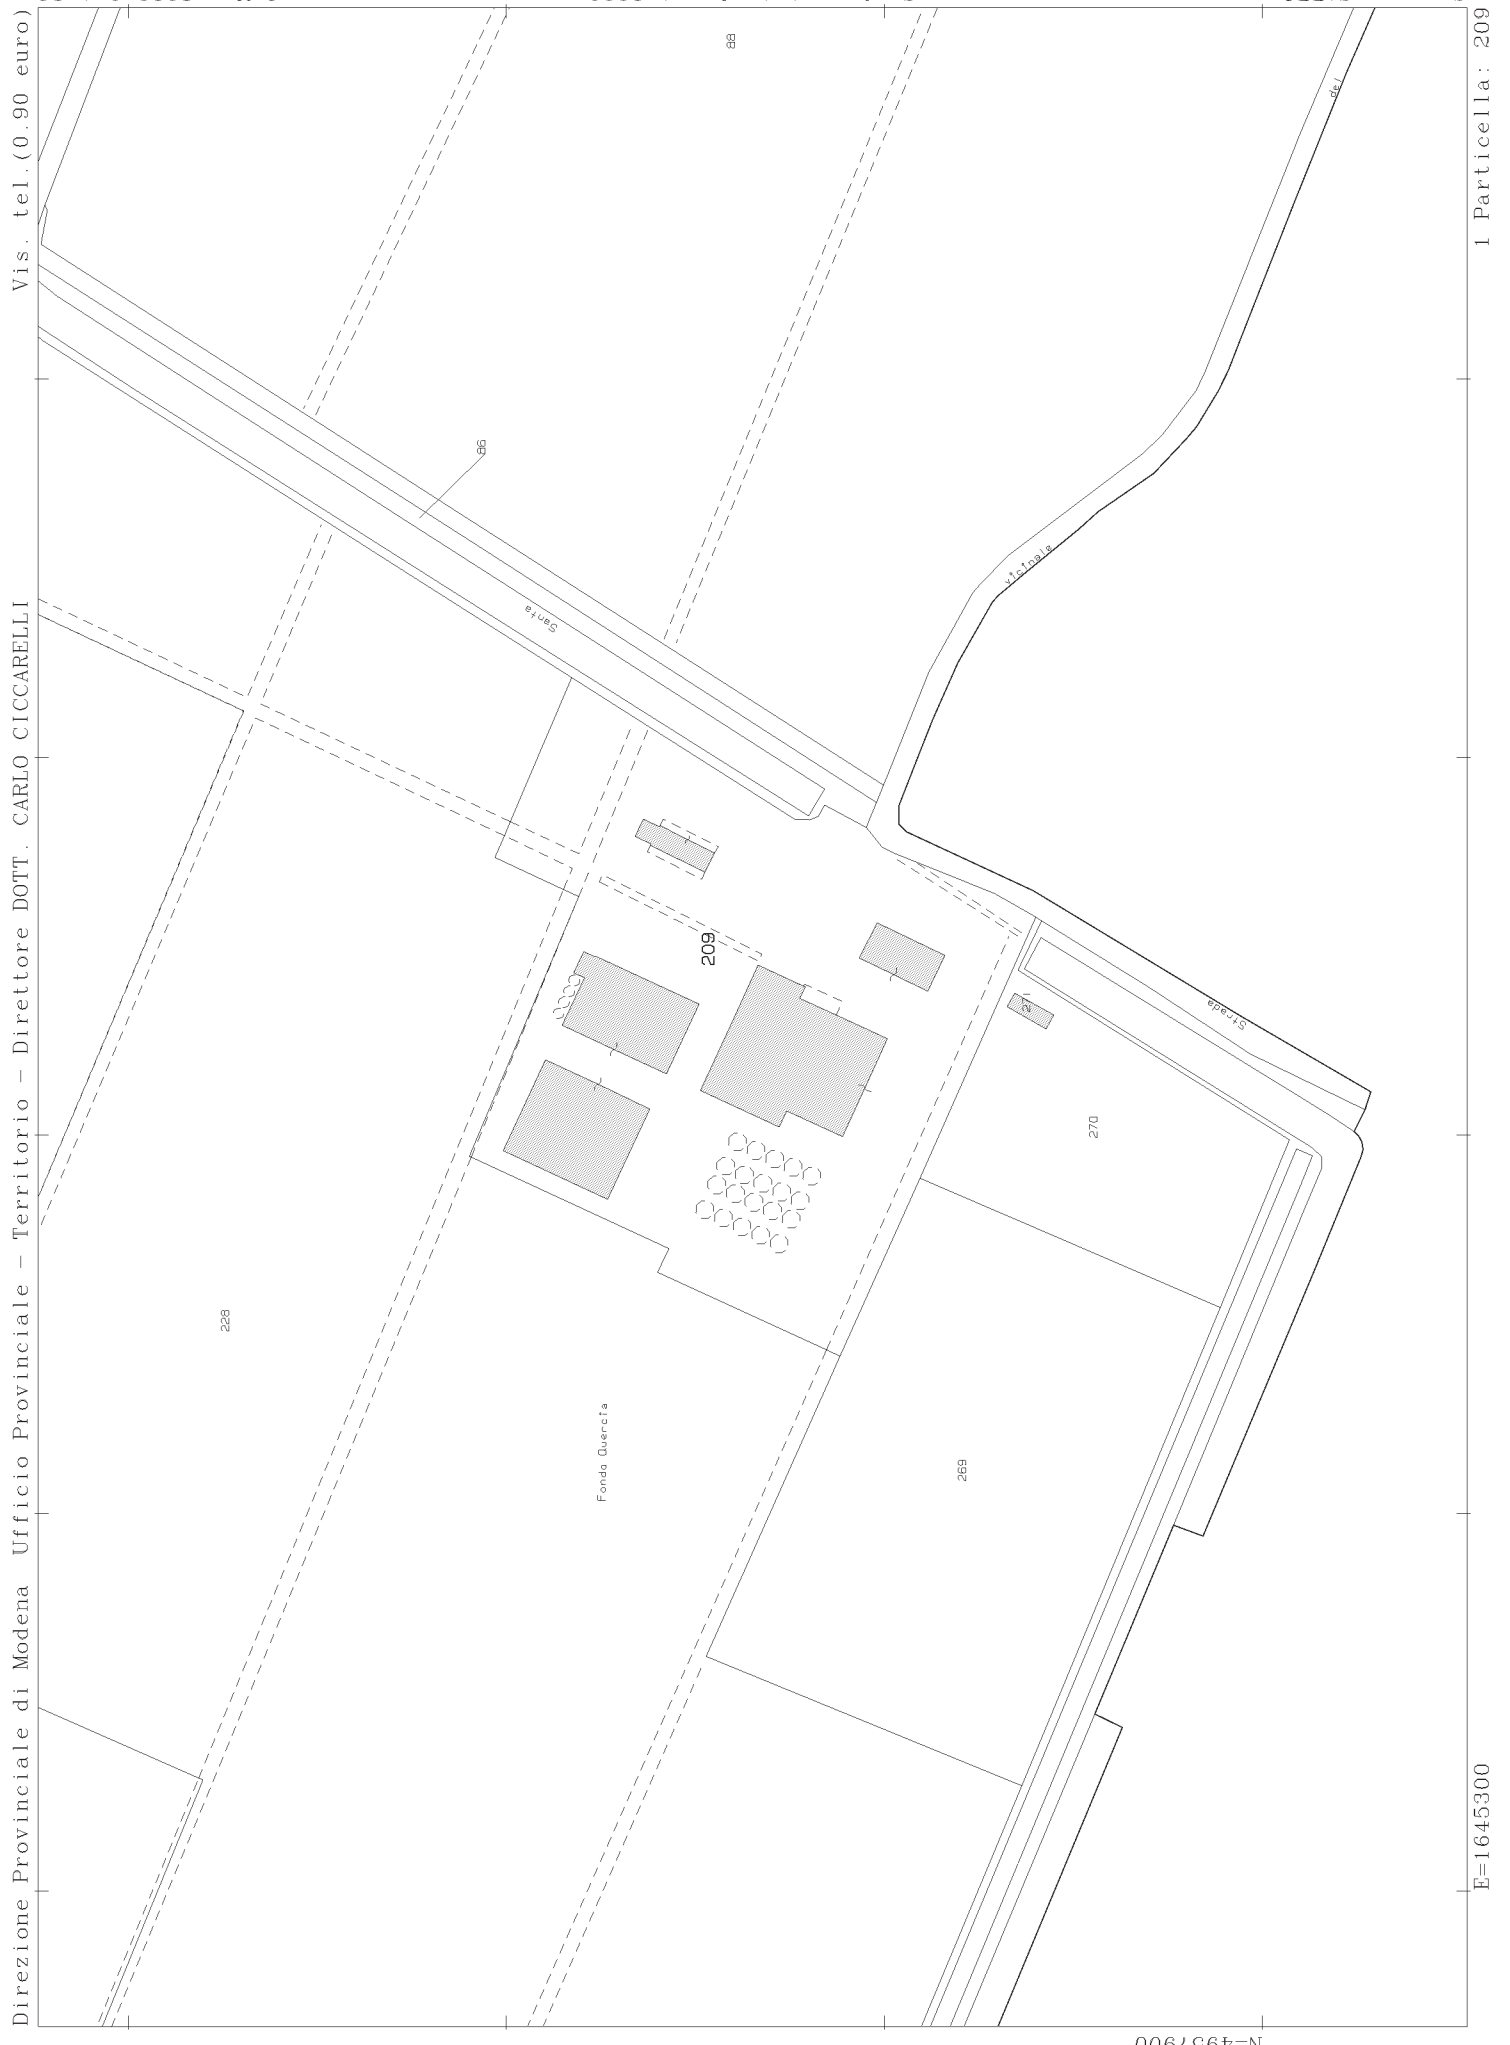 Direzione Provinciale di Modena Ufficio Provinciale - Territorio - Direttore DOTT. CARLO CICCARELLI
Vis. tel. (0.90 euro)
88
del
86
vicinale
Santa
209
271
Strada
270
228
Fondo Quercia
269
1 Particella: 209
E=1645300
N=4957900